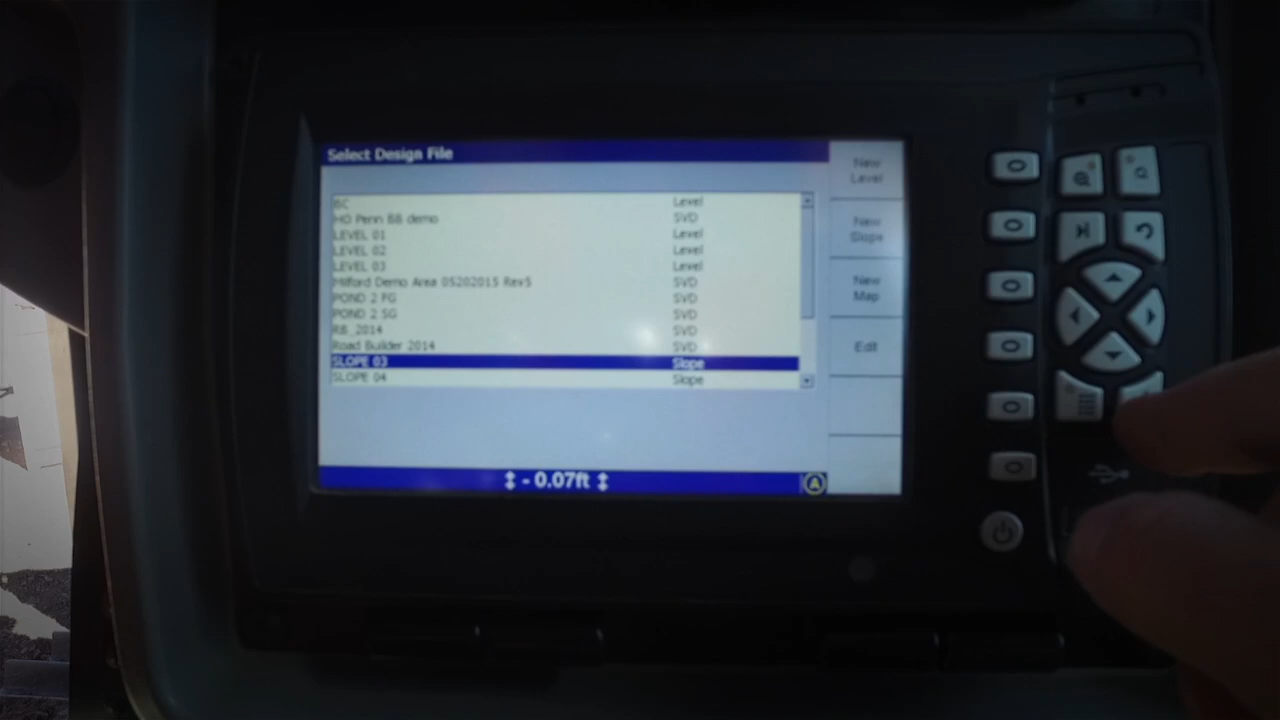 Select Design File
BC Level
HO Penn BB demo SVD
LEVEL 01 Level
LEVEL 02 Level
LEVEL 03 Level
Milford Demo Area 05202015 Rev5 SVD
POND 2 FG SVD
POND 2 SG SVD
RB_2014 SVD
Road Builder 2014 SVD
SLOPE 03 Slope
SLOPE 04 Slope
- 0.07ft
A
New
Level
New
Slope
New
Map
Edit